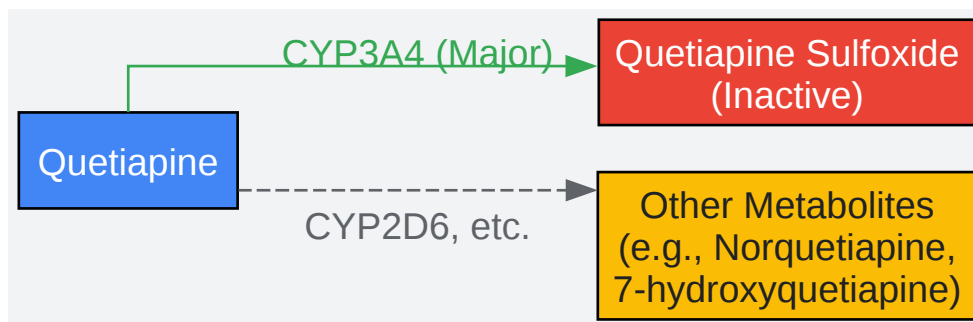 CYP3A4 (Major)
Quetiapine Sulfoxide
(Inactive)
Quetiapine
CYP2D6, etc.
Other Metabolites
(e.g., Norquetiapine,
7-hydroxyquetiapine)